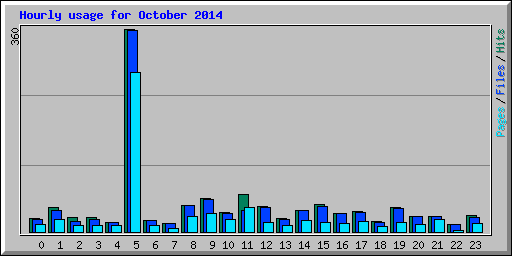 Hourly usage for October 2014
360
Pages/Files/Hits
0 1 2 3 4 5 6 7 8 9 10 11 12 13 14 15 16 17 18 19 20 21 22 23